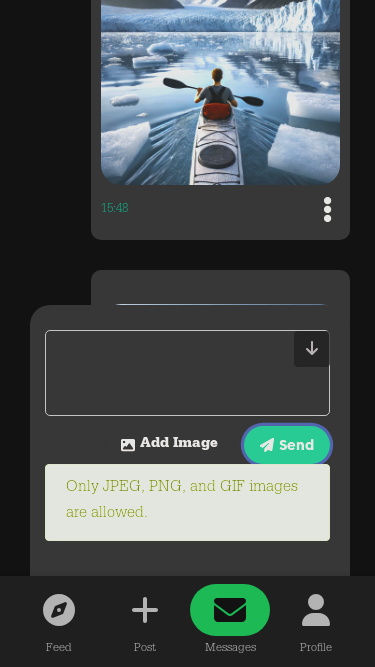 15:48
Add Image
Send
Only JPEG, PNG, and GIF images
are allowed.
Feed
Post
Messages
Profile